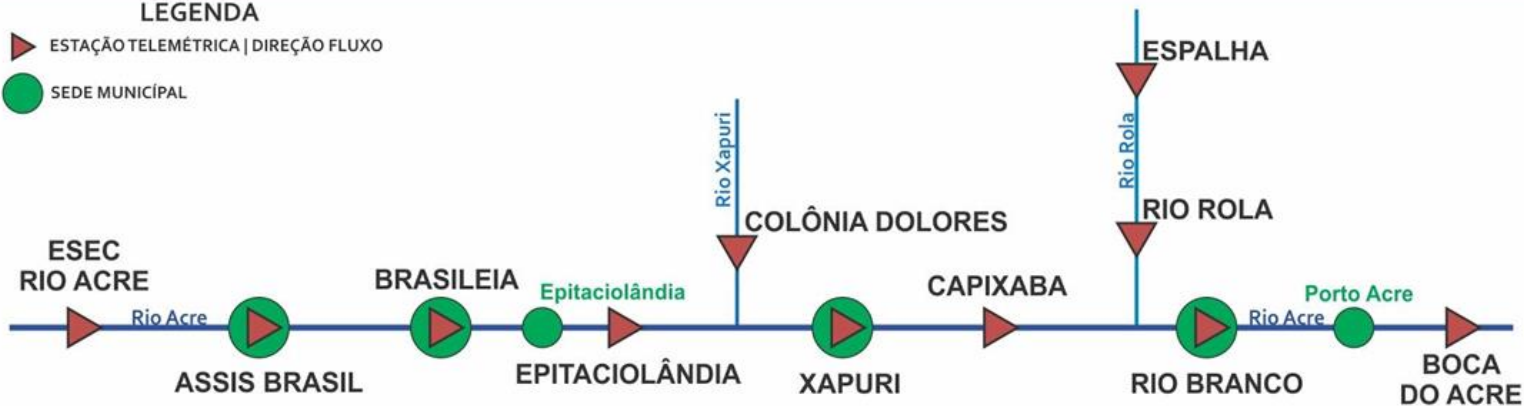 LEGENDA
ESTAÇÃO TELEMÉTRICA | DIREÇÃO FLUXO
SEDE MUNICÍPAL
ESPALHA
Rio Xapuri
Rio Rola
COLÔNIA DOLORES
RIO ROLA
ESEC
RIO ACRE
BRASILEIA
Epitaciolândia
CAPIXABA
Porto Acre
Rio Acre
Rio Acre
ASSIS BRASIL
EPITACIOLÂNDIA
XAPURI
RIO BRANCO
BOCA
DO ACRE